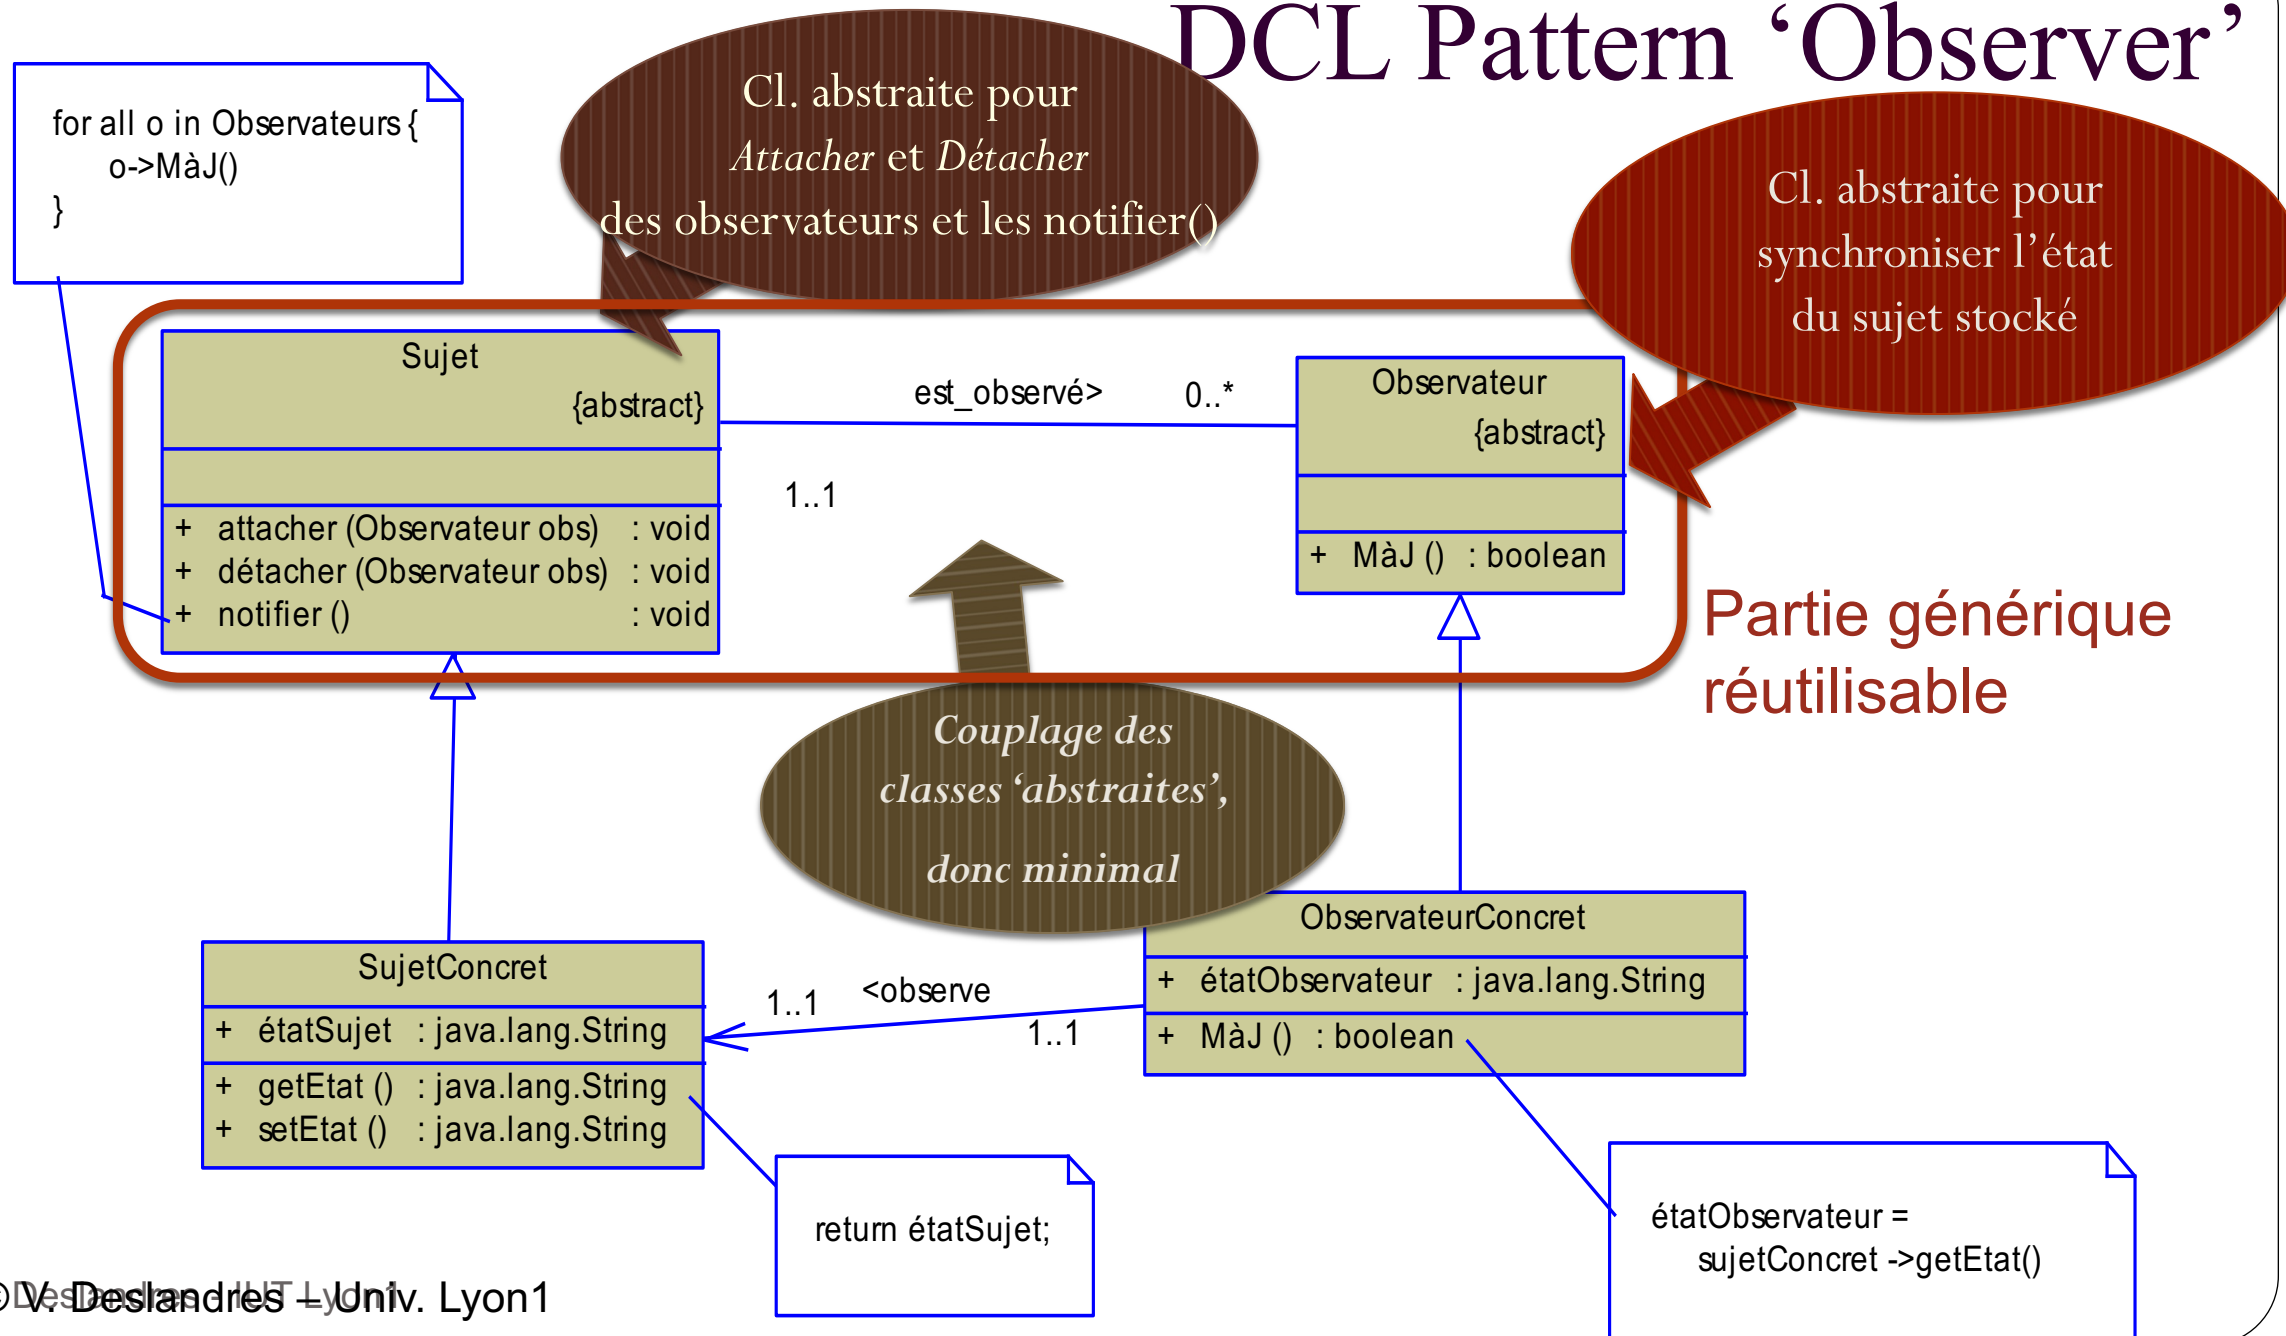 DCL Pattern ‘Observer’
for all o in Observateurs {
o->MàJ()
}
Cl. abstraite pour
Attacher et Détacher
des observateurs et les notifier()
Cl. abstraite pour
synchroniser l’état
du sujet stocké
Sujet
{abstract}
+ attacher (Observateur obs) : void
+ détacher (Observateur obs) : void
+ notifier () : void
est_observé> 0..*
1..1
Observateur
{abstract}
+ MàJ () : boolean
Partie générique
réutilisable
Couplage des
classes ‘abstraites’,
donc minimal
SujetConcret
+ étatSujet : java.lang.String
+ getEtat () : java.lang.String
+ setEtat () : java.lang.String
1..1 <observe
1..1
ObservateurConcret
+ étatObservateur : java.lang.String
+ MàJ () : boolean
return étatSujet;
étatObservateur =
sujetConcret ->getEtat()
V. Deslandres – Univ. Lyon1